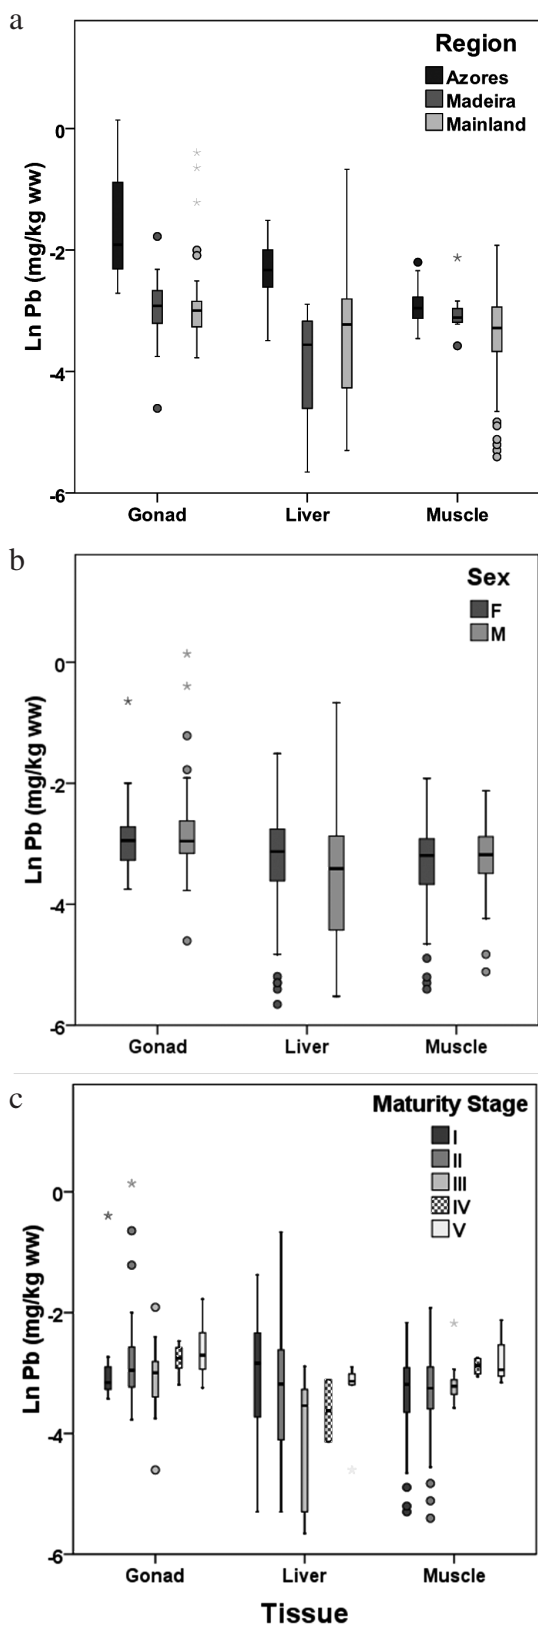 a
Region
Azores
Madeira
Mainland
Ln Pb (mg/kg ww)
0
-2
-4
-6
Gonad Liver Muscle
b
Sex
F
M
Ln Pb (mg/kg ww)
0
-2
-4
-6
Gonad Liver Muscle
c
Maturity Stage
I
II
III
IV
V
Ln Pb (mg/kg ww)
0
-2
-4
-6
Gonad Liver Muscle
Tissue